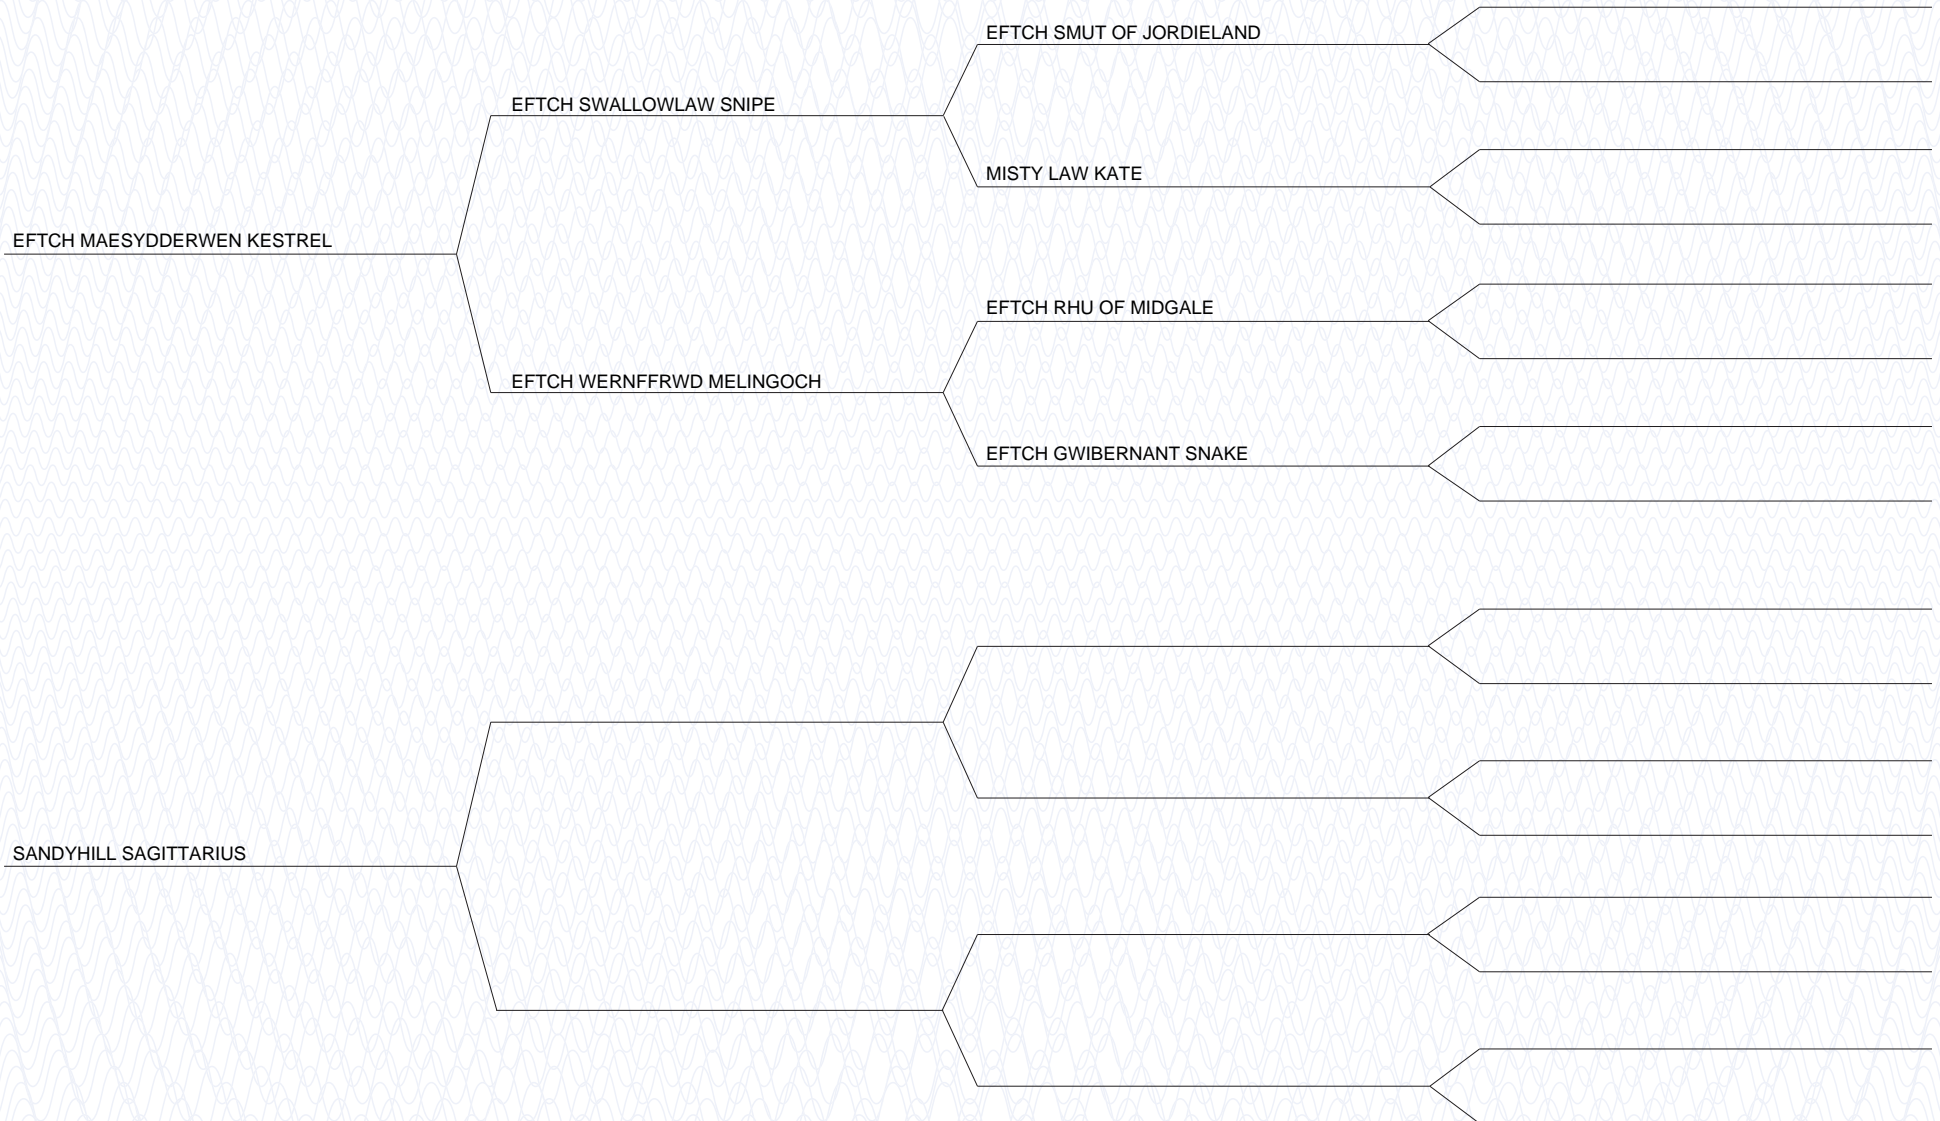 EFTCH SMUT OF JORDIELAND
EFTCH SWALLOWLAW SNIPE
MISTY LAW KATE
EFTCH MAESYDDERWEN KESTREL
EFTCH RHU OF MIDGALE
EFTCH WERNFFRWD MELINGOCH
EFTCH GWIBERNANT SNAKE
SANDYHILL SAGITTARIUS